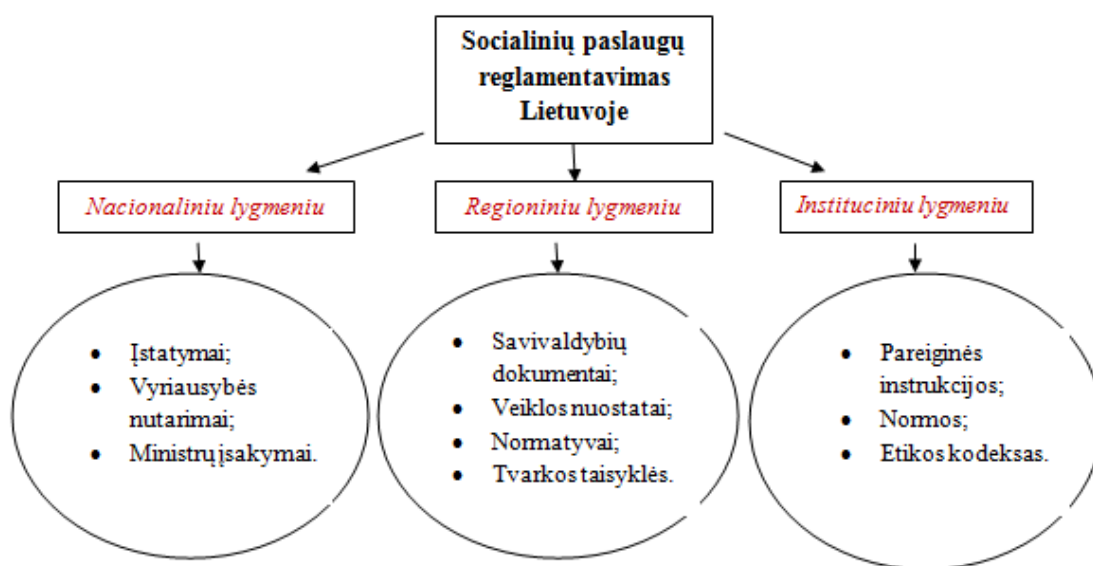 Socialinių paslaugų
reglamentavimas
Lietuvoje
Nacionaliniu lygmeniu
Regioniniu lygmeniu
Instituciniu lygmeniu
• Įstatymai;
• Vyriausybės
nutarimai;
• Ministrų įsakymai.
• Savivaldybių
dokumentai;
• Veiklos nuostatai;
• Normatyvai;
• Tvarkos taisyklės.
• Pareiginės
instrukcijos;
• Normos;
• Etikos kodeksas.